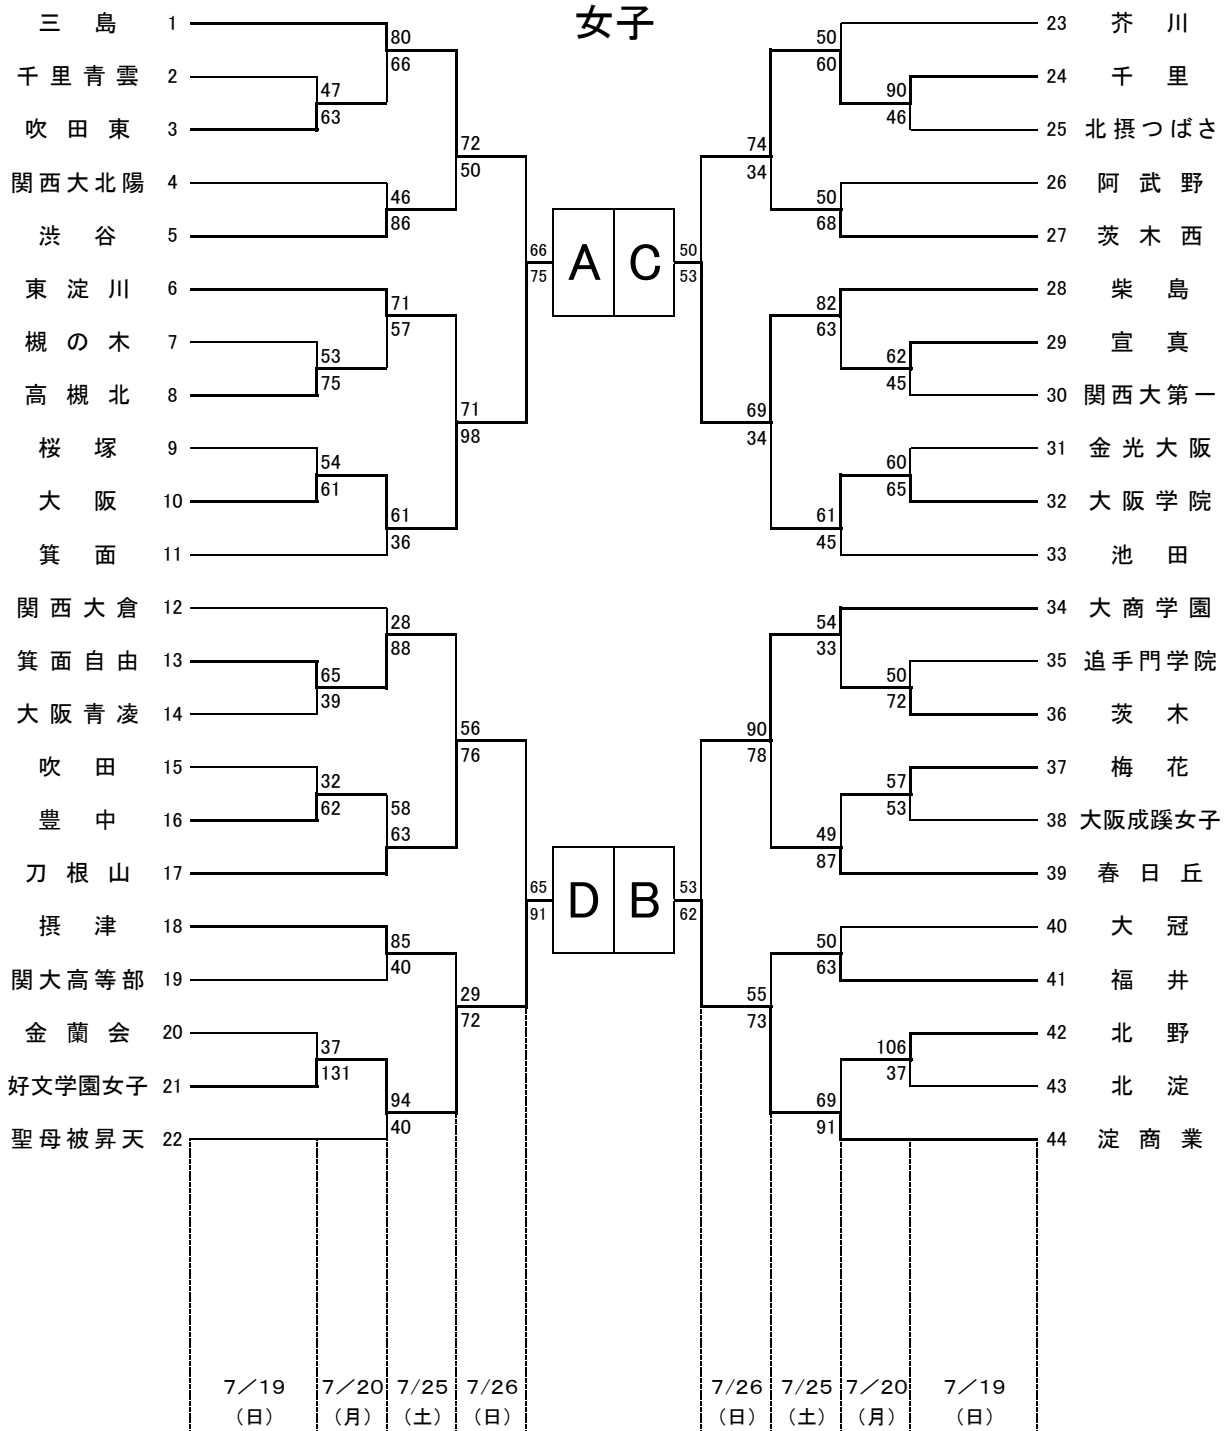 女子
三島 1
80
66
千里青雲 2
47
63
吹田東 3
72
50
関西大北陽 4
46
86
渋谷 5
66
75
A
東淀川 6
71
57
槻の木 7
53
75
高槻北 8
71
98
桜塚 9
54
61
大阪 10
61
36
箕面 11
関西大倉 12
28
88
箕面自由 13
65
39
大阪青凌 14
56
76
吹田 15
32
62
豊中 16
58
63
刀根山 17
65
91
D
摂津 18
85
40
関大高等部 19
29
72
金蘭会 20
37
131
好文学園女子 21
94
40
聖母被昇天 22
23 芥川
50
60
24 千里
90
46
25 北摂つばさ
74
34
26 阿武野
50
68
27 茨木西
C
50
53
28 柴島
82
63
29 宣真
62
45
30 関西大第一
69
34
31 金光大阪
60
65
32 大阪学院
61
45
33 池田
34 大商学園
54
33
35 追手門学院
50
72
36 茨木
90
78
37 梅花
57
53
38 大阪成蹊女子
49
87
39 春日丘
B
53
62
40 大冠
50
63
41 福井
55
73
42 北野
106
37
43 北淀
69
91
44 淀商業
7／19 7／20 7/25 7/26 7/26 7/25 7／20 7／19
（日） （月） （土） （日） （日） （土） （月） （日）